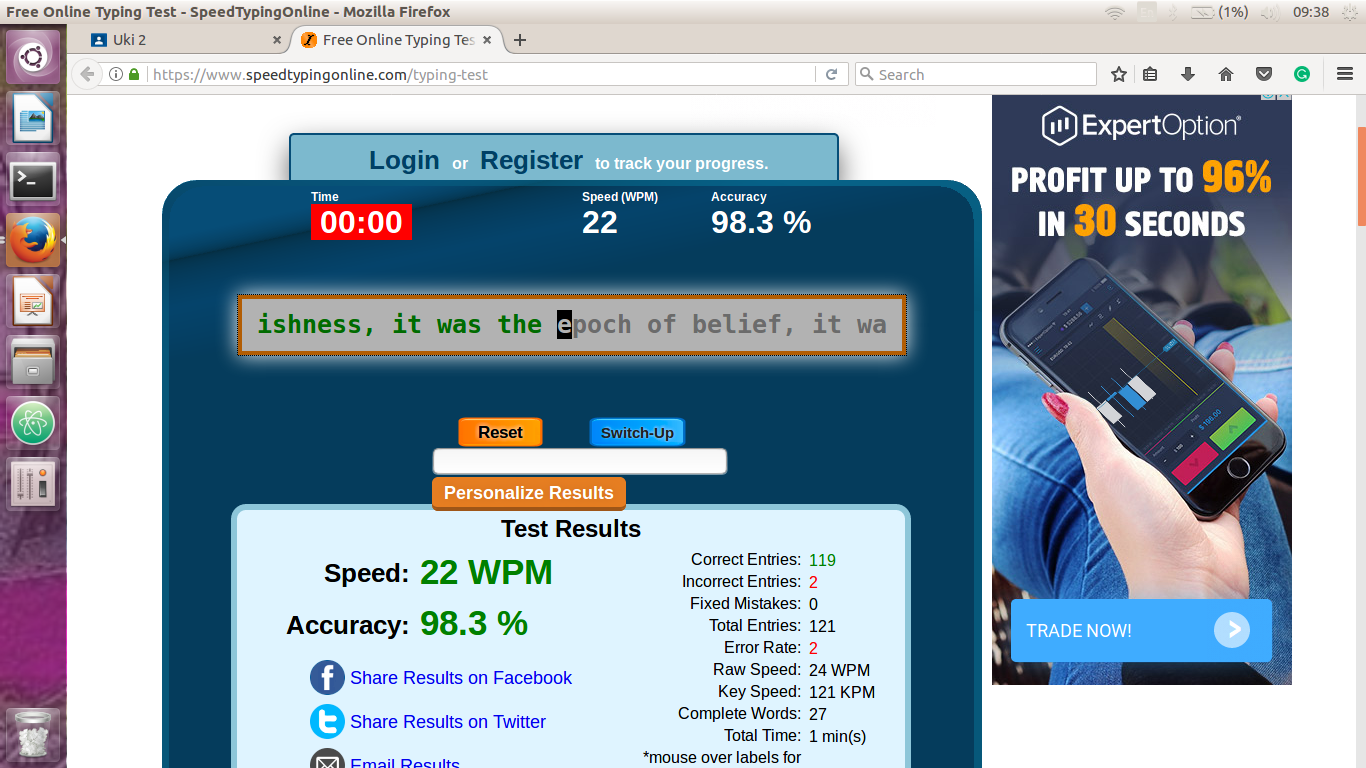 Free Online Typing Test - SpeedTypingOnline - Mozilla Firefox
(1%) 09:38
Uki 2
Free Online Typing Tes
https://www.speedtypingonline.com/typing-test
Search
Login or Register to track your progress.
Time
Speed (WPM)
Accuracy
00:00
22
98.3 %
ishness, it was the epoch of belief, it wa
Reset
Switch-Up
Personalize Results
Test Results
Speed: 22 WPM
Accuracy: 98.3 %
Share Results on Facebook
Share Results on Twitter
Email Results
Correct Entries: 119
Incorrect Entries: 2
Fixed Mistakes: 0
Total Entries: 121
Error Rate: 2
Raw Speed: 24 WPM
Key Speed: 121 KPM
Complete Words: 27
Total Time: 1 min(s)
*mouse over labels for
ExpertOption
PROFIT UP TO 96%
IN 30 SECONDS
TRADE NOW!